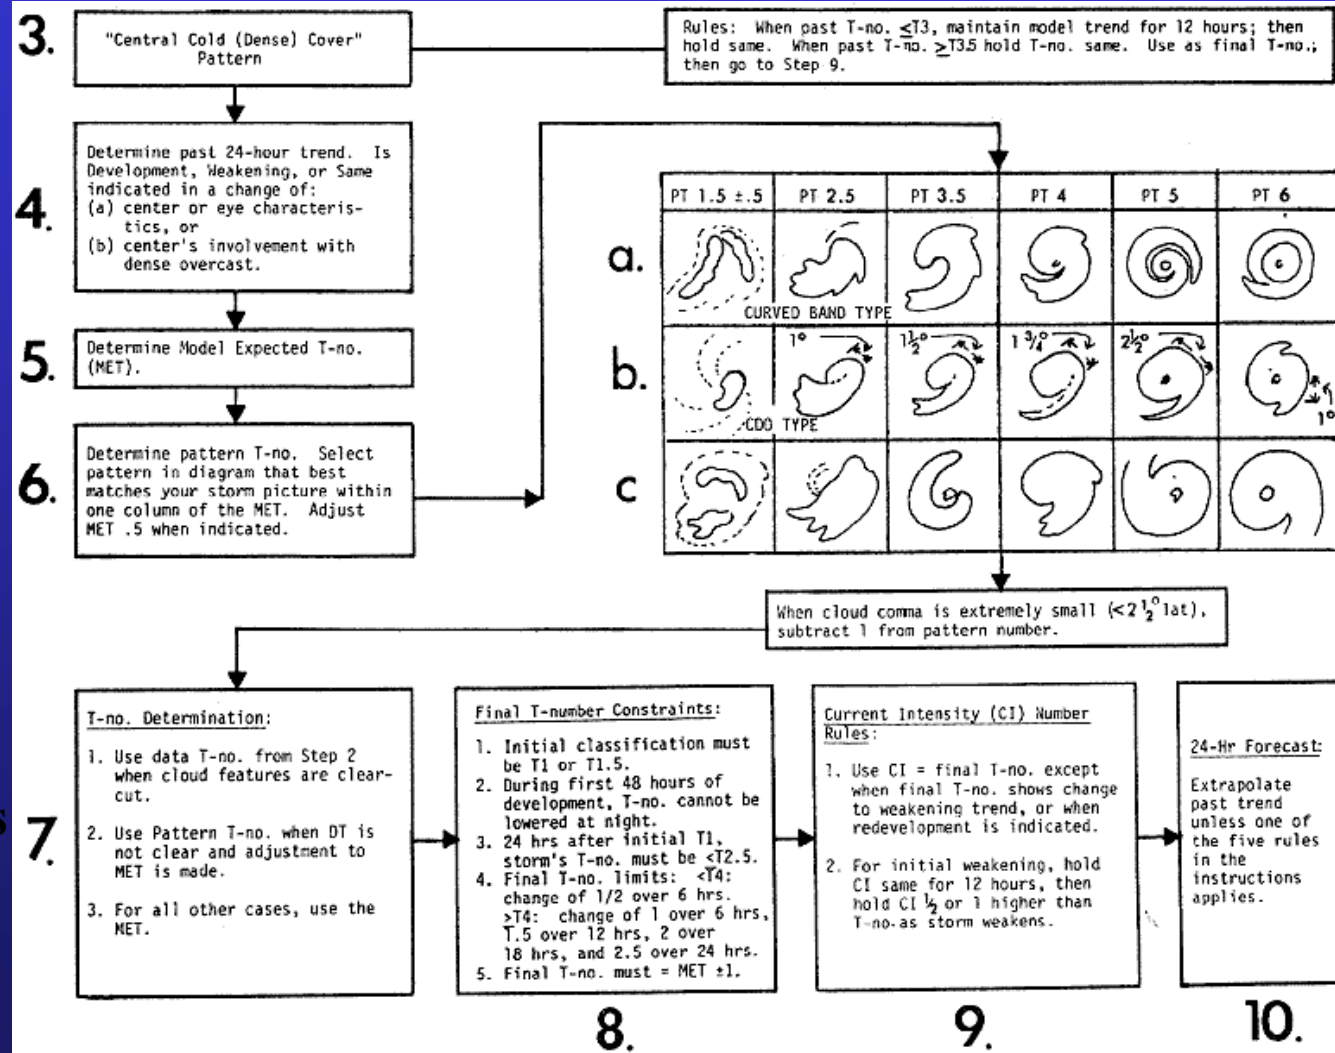 3.
"Central Cold (Dense) Cover"
Pattern
Rules: When past T-no. ≤T3, maintain model trend for 12 hours; then
hold same. When past T-no. ≥T3.5 hold T-no. same. Use as final T-no.;
then go to Step 9.
4.
Determine past 24-hour trend. Is
Development, Weakening, or Same
indicated in a change of:
(a) center or eye characteris-
tics, or
(b) center's involvement with
dense overcast.
5.
Determine Model Expected T-no.
(MET).
6.
Determine pattern T-no. Select
pattern in diagram that best
matches your storm picture within
one column of the MET. Adjust
MET .5 when indicated.
PT 1.5 ±.5 PT 2.5 PT 3.5 PT 4 PT 5 PT 6
a.
CURVED BAND TYPE
b.
1° 1½° 1 ¾° 2½° 1°
CDO TYPE
c
When cloud comma is extremely small (<2 ½° lat),
subtract 1 from pattern number.
s
7.
T-no. Determination:
1. Use data T-no. from Step 2
when cloud features are clear-
cut.
2. Use Pattern T-no. when DT is
not clear and adjustment to
MET is made.
3. For all other cases, use the
MET.
Final T-number Constraints:
1. Initial classification must
be T1 or T1.5.
2. During first 48 hours of
development, T-no. cannot be
lowered at night.
3. 24 hrs after initial T1,
storm's T-no. must be <T2.5.
4. Final T-no. limits: <T4:
change of 1/2 over 6 hrs.
>T4: change of 1 over 6 hrs,
T.5 over 12 hrs, 2 over
18 hrs, and 2.5 over 24 hrs.
5. Final T-no. must = MET ±1.
8.
Current Intensity (CI) Number
Rules:
1. Use CI = final T-no. except
when final T-no. shows change
to weakening trend, or when
redevelopment is indicated.
2. For initial weakening, hold
CI same for 12 hours, then
hold CI ½ or 1 higher than
T-no. as storm weakens.
9.
24-Hr Forecast:
Extrapolate
past trend
unless one of
the five rules
in the
instructions
applies.
10.